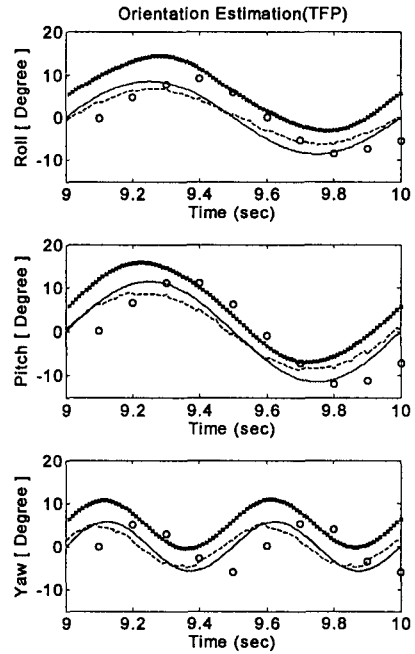 Orientation Estimation(TFP)
20
10
0
-10
Roll [ Degree ]
9 9.2 9.4 9.6 9.8 10
Time (sec)
20
10
0
-10
Pitch [ Degree ]
9 9.2 9.4 9.6 9.8 10
Time (sec)
20
10
0
-10
Yaw [ Degree ]
9 9.2 9.4 9.6 9.8 10
Time (sec)